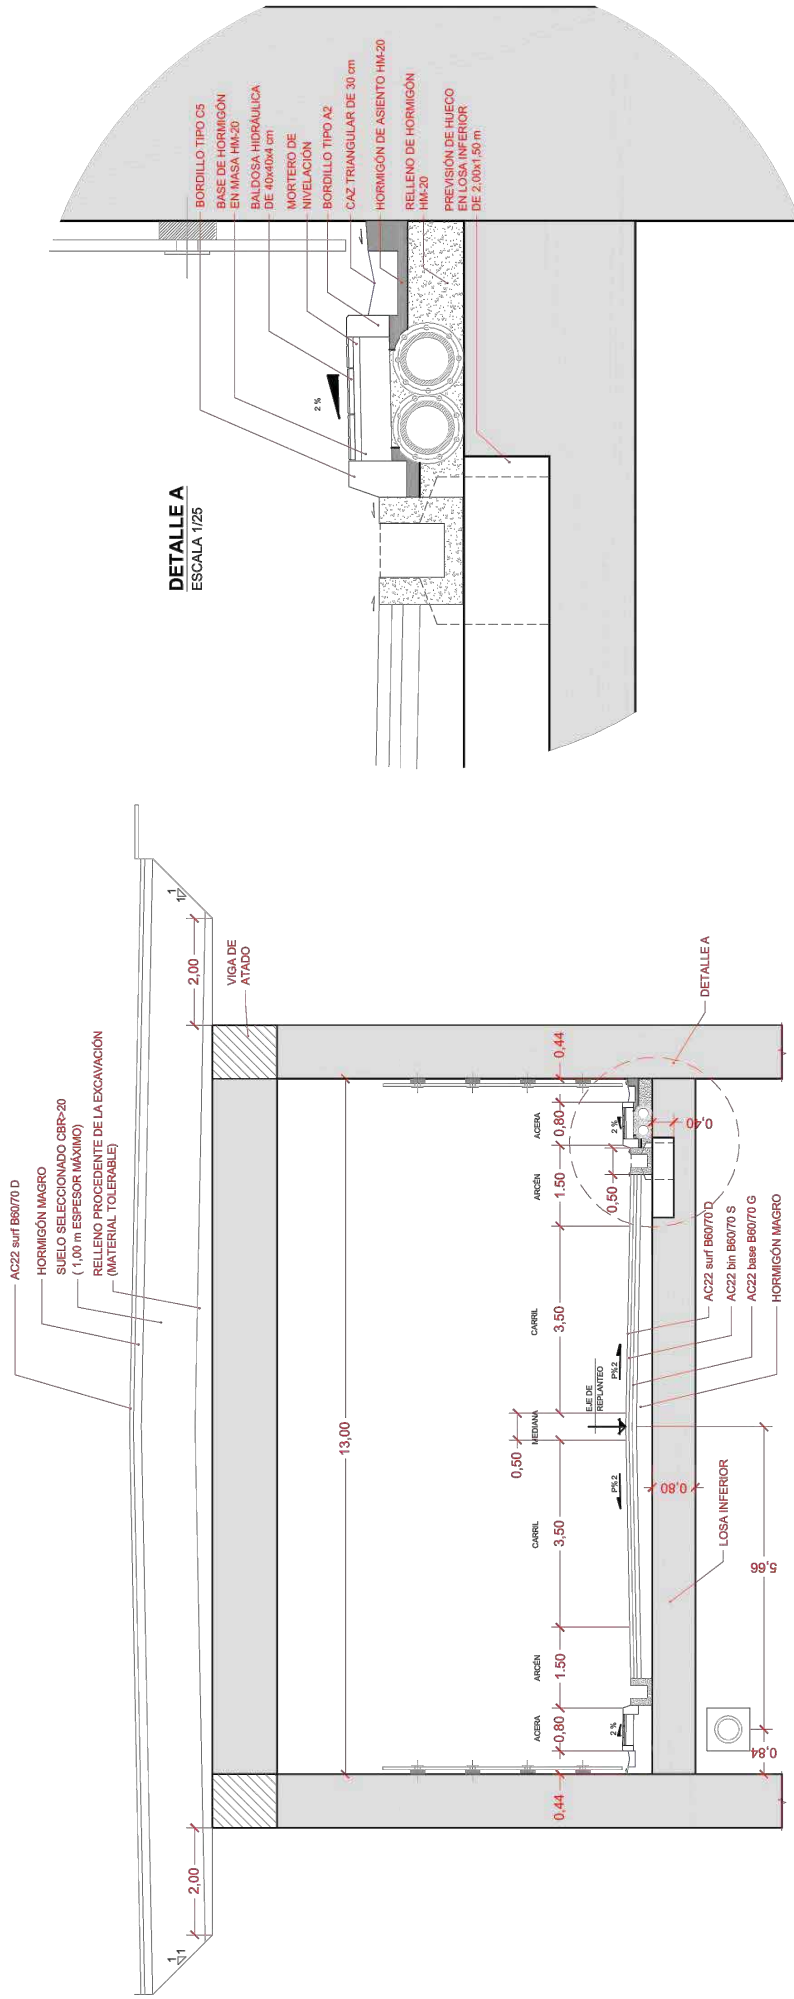 DETALLE A
ESCALA 1/25
BORDILLO TIPO C5
BASE DE HORMIGÓN
EN MASA HM-20
BALDOSA HIDRÁULICA
DE 40x40x4 cm
MORTERO DE
NIVELACIÓN
BORDILLO TIPO A2
CAZ TRIANGULAR DE 30 cm
HORMIGÓN DE ASIENTO HM-20
RELLENO DE HORMIGÓN
HM-20
PREVISIÓN DE HUECO
EN LOSA INFERIOR
DE 2,00x1,50 m
2 %
AC22 surf B60/70 D
HORMIGÓN MAGRO
SUELO SELECCIONADO CBR>20
( 1,00 m ESPESOR MÁXIMO)
RELLENO PROCEDENTE DE LA EXCAVACIÓN
(MATERIAL TOLERABLE)
1
1
2,00
2,00
1
1
VIGA DE
ATADO
13,00
0,50
MEDIANA
ACERA
ARCÉN
CARRIL
CARRIL
ARCÉN
ACERA
0,44
0,80
1.50
3,50
3,50
1.50
0,80
0,44
0,50
EJE DE
REPLANTEO
2 %
P%2
P%2
2 %
0,40
0,80
DETALLE A
AC22 surf B60/70 D
AC22 bin B60/70 S
AC22 base B60/70 G
HORMIGÓN MAGRO
LOSA INFERIOR
0,84
5,66